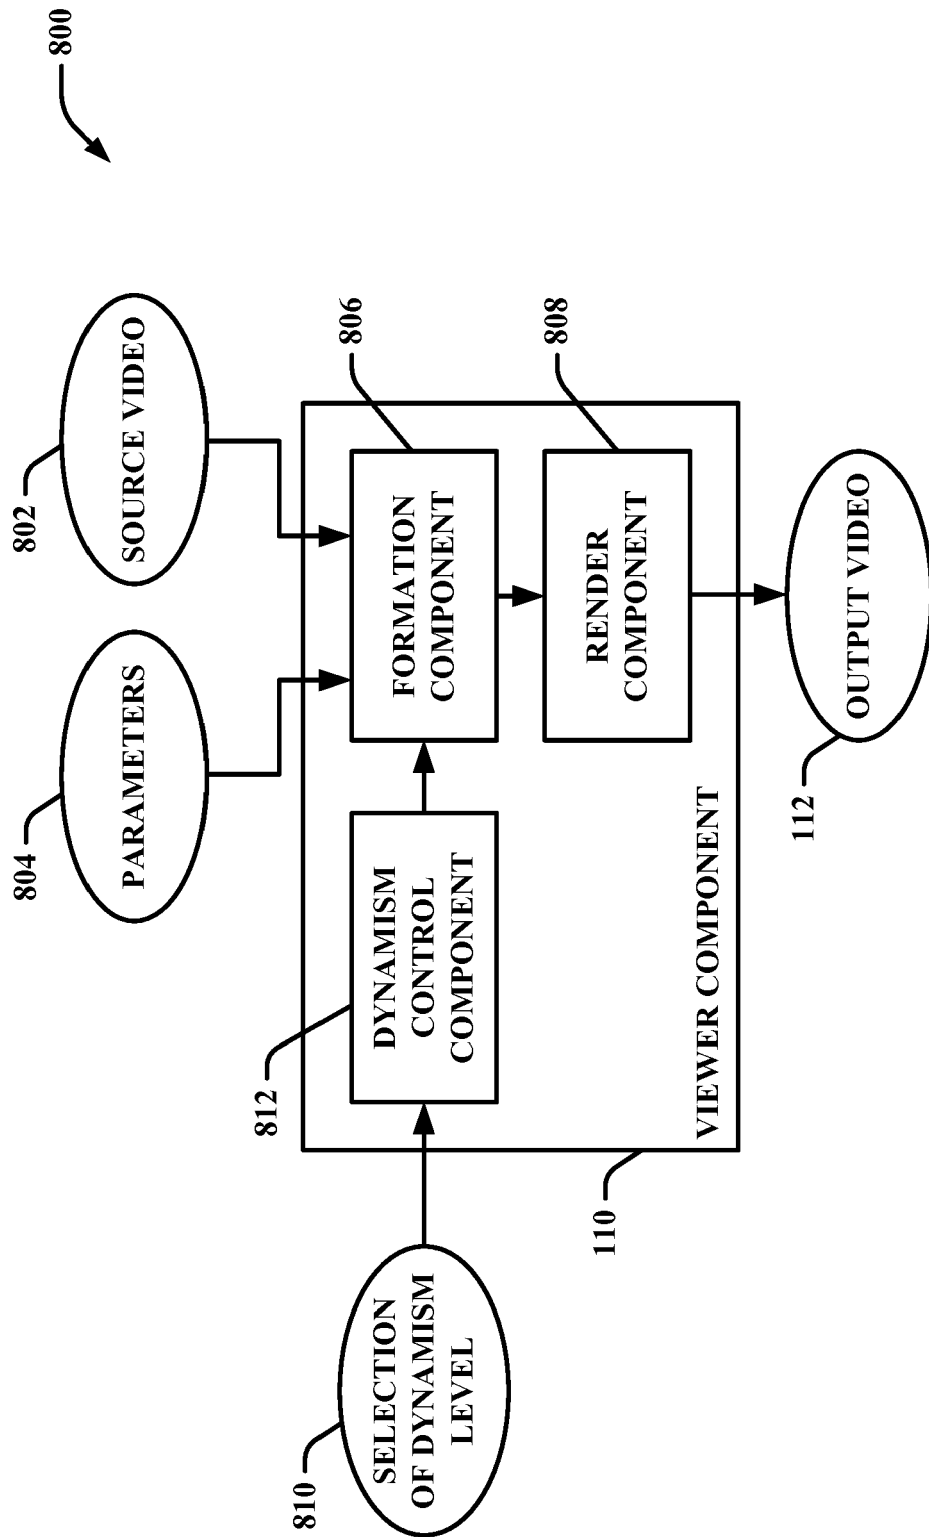 800
804
802
PARAMETERS
SOURCE VIDEO
810
SELECTION
OF DYNAMISM
LEVEL
812
DYNAMISM
CONTROL
COMPONENT
806
FORMATION
COMPONENT
808
RENDER
COMPONENT
110
VIEWER COMPONENT
112
OUTPUT VIDEO